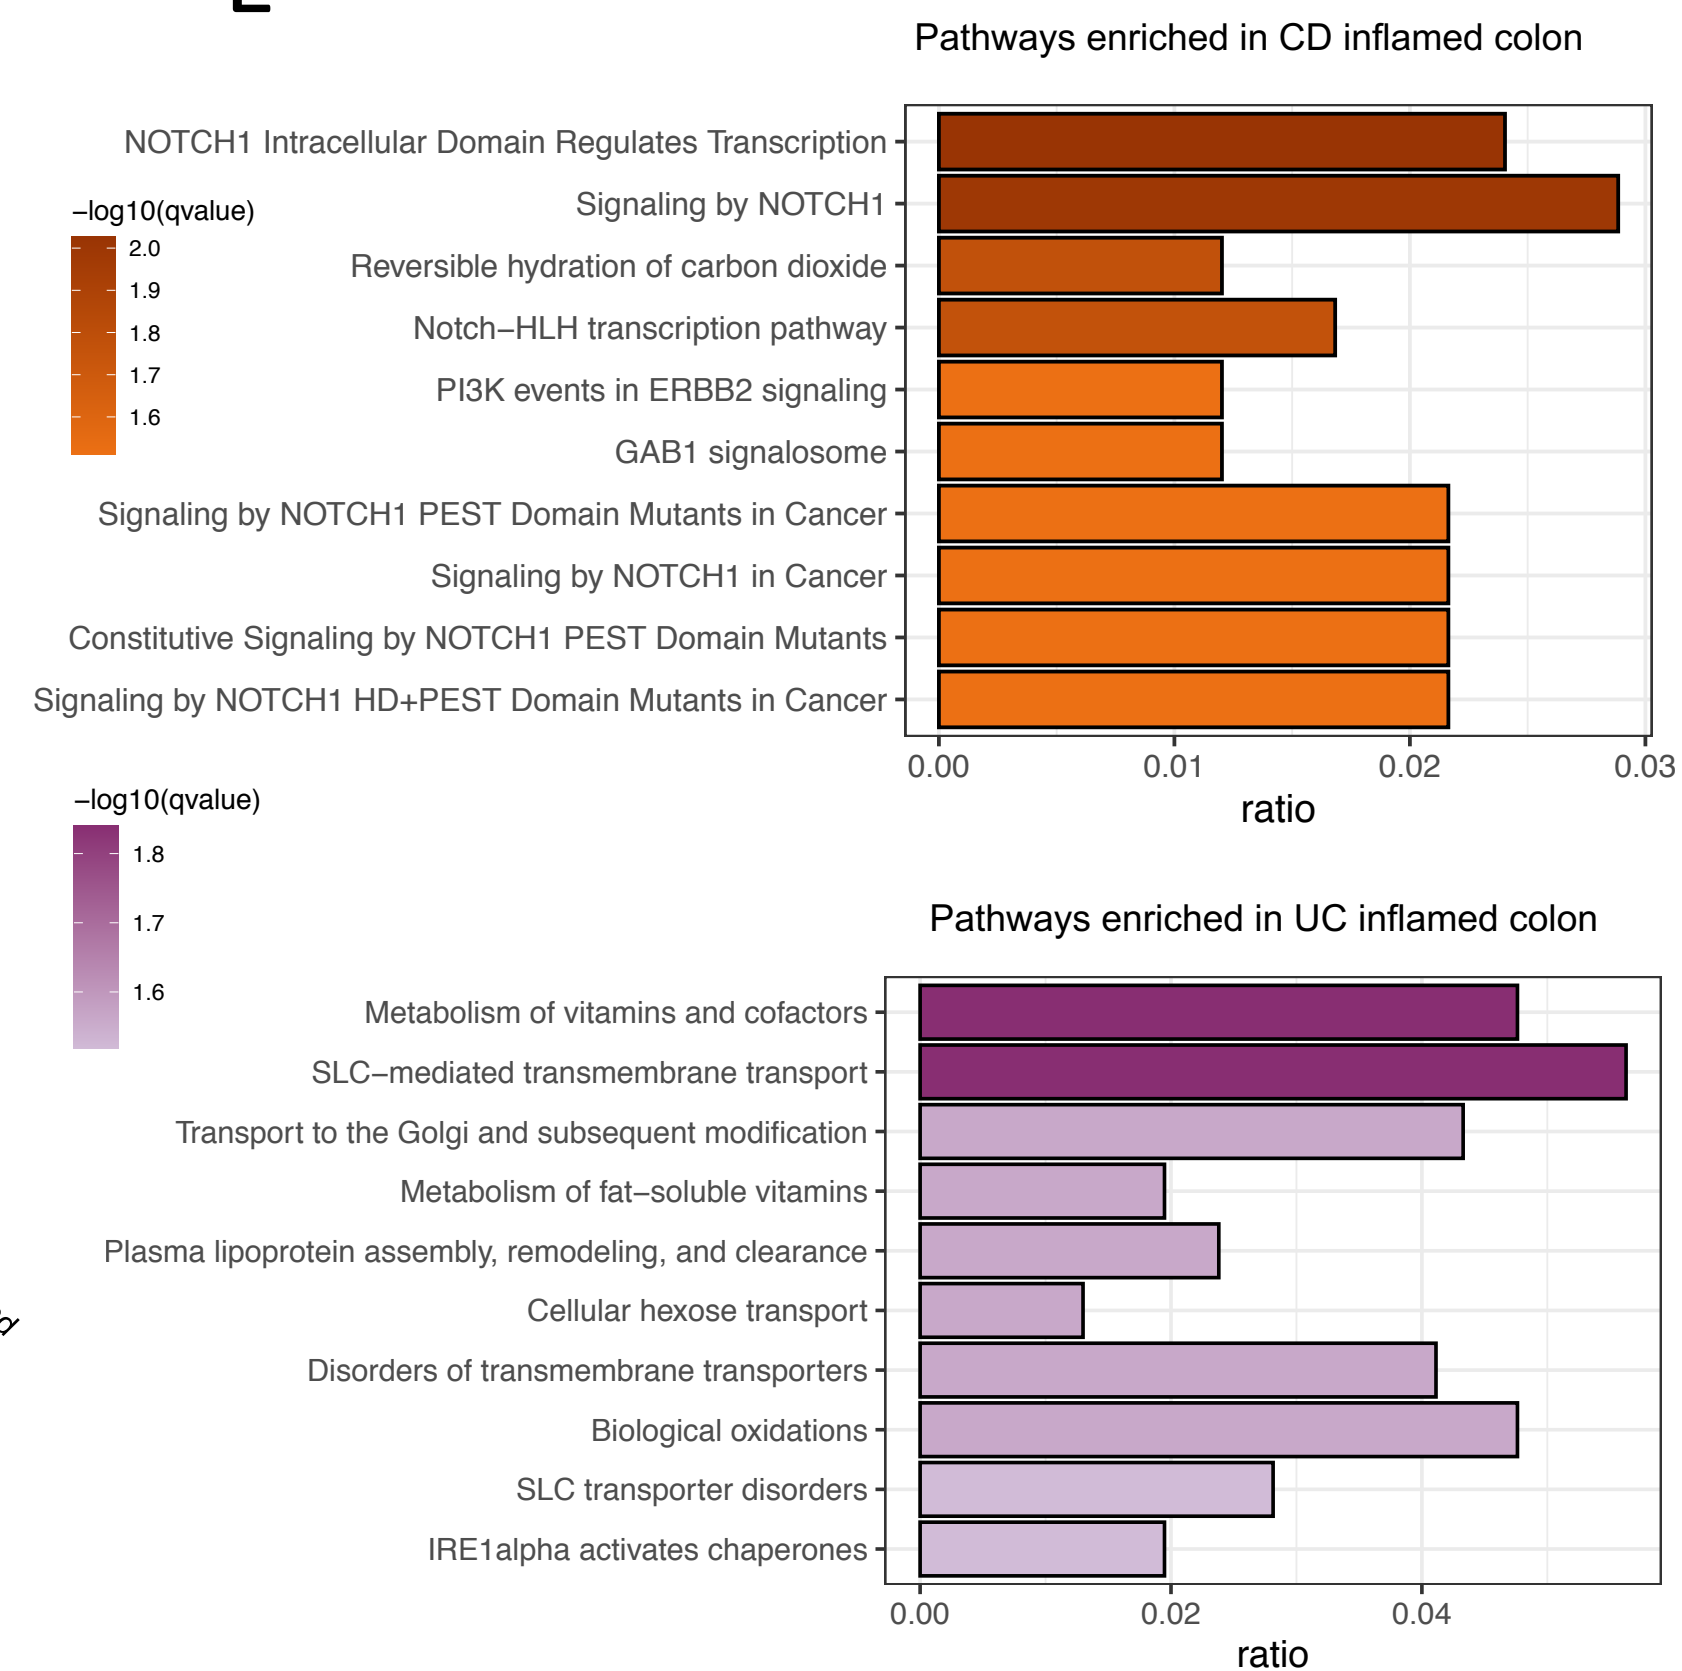 Pathways enriched in CD inflamed colon
NOTCH1 Intracellular Domain Regulates Transcription
Signaling by NOTCH1
Reversible hydration of carbon dioxide
Notch−HLH transcription pathway
PI3K events in ERBB2 signaling
GAB1 signalosome
Signaling by NOTCH1 PEST Domain Mutants in Cancer
Signaling by NOTCH1 in Cancer
Constitutive Signaling by NOTCH1 PEST Domain Mutants
Signaling by NOTCH1 HD+PEST Domain Mutants in Cancer
−log10(qvalue)
2.0
1.9
1.8
1.7
1.6
0.00 0.01 0.02 0.03
ratio
−log10(qvalue)
1.8
1.7
1.6
Pathways enriched in UC inflamed colon
Metabolism of vitamins and cofactors
SLC−mediated transmembrane transport
Transport to the Golgi and subsequent modification
Metabolism of fat−soluble vitamins
Plasma lipoprotein assembly, remodeling, and clearance
Cellular hexose transport
Disorders of transmembrane transporters
Biological oxidations
SLC transporter disorders
IRE1alpha activates chaperones
0.00 0.02 0.04
ratio